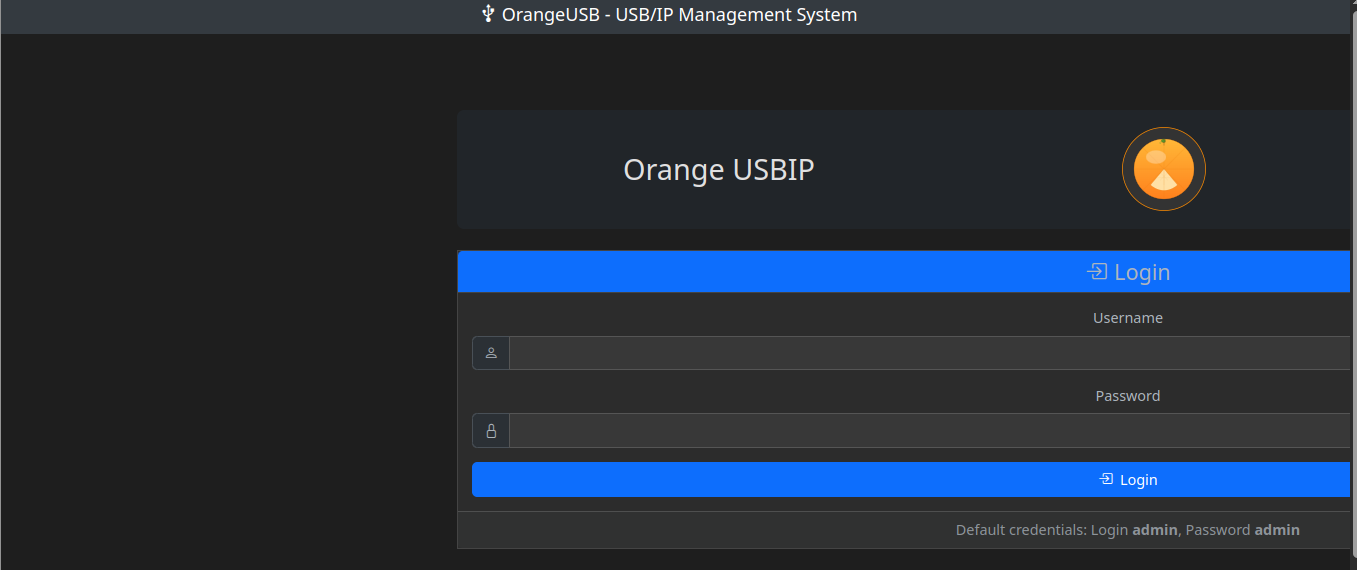 OrangeUSB - USB/IP Management System
Orange USBIP
Login
Username
Password
Login
Default credentials: Login admin, Password admin